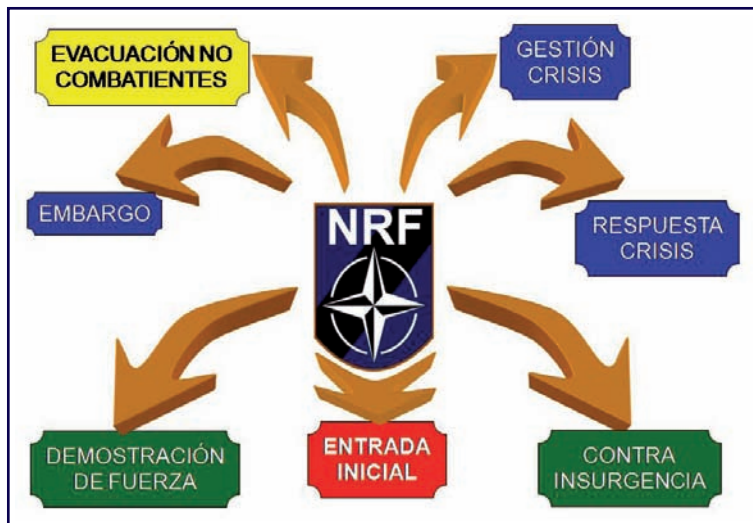 EVACUACIÓN NO
COMBATIENTES
GESTIÓN
CRISIS
EMBARGO
NRF
RESPUESTA
CRISIS
DEMOSTRACIÓN
DE FUERZA
ENTRADA
INICIAL
CONTRA
INSURGENCIA